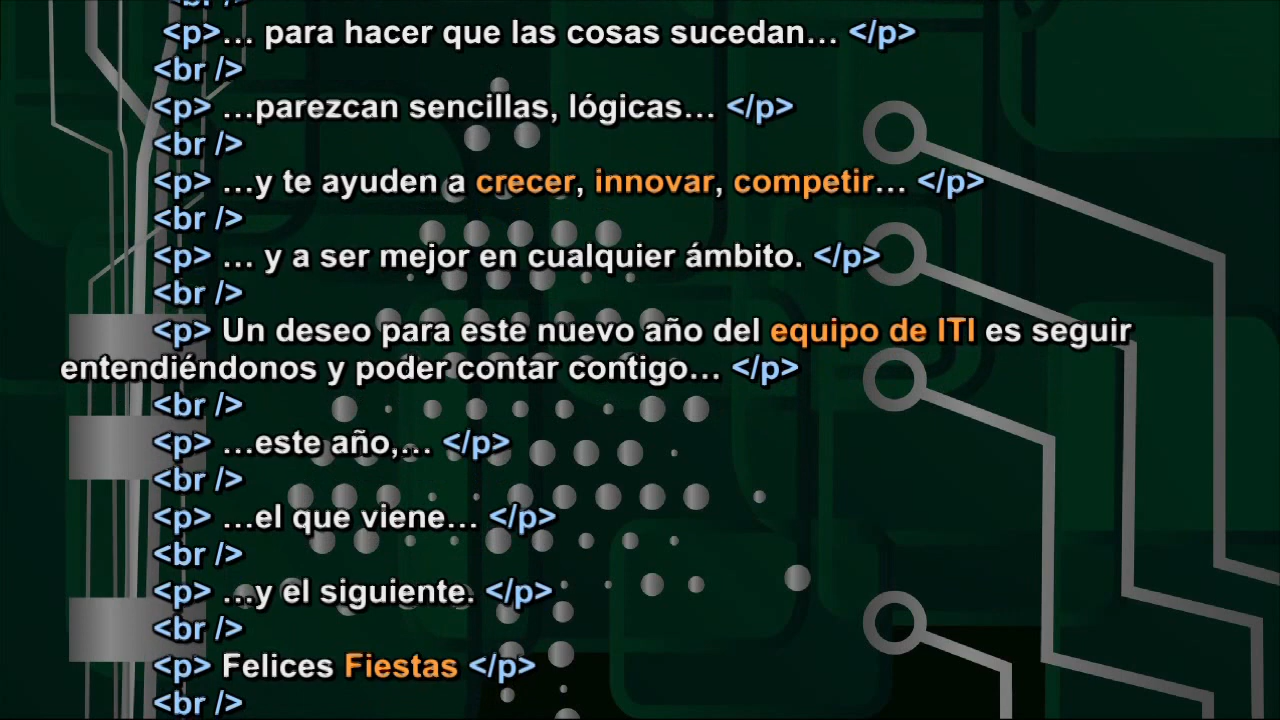 <br />
<p>… para hacer que las cosas sucedan… </p>
<br />
<p> …parezcan sencillas, lógicas… </p>
<br />
<p> …y te ayuden a crecer, innovar, competir… </p>
<br />
<p> … y a ser mejor en cualquier ámbito. </p>
<br />
<p> Un deseo para este nuevo año del equipo de ITI es seguir
entendiéndonos y poder contar contigo… </p>
<br />
<p> …este año,… </p>
<br />
<p> …el que viene… </p>
<br />
<p> …y el siguiente. </p>
<br />
<p> Felices Fiestas </p>
<br />